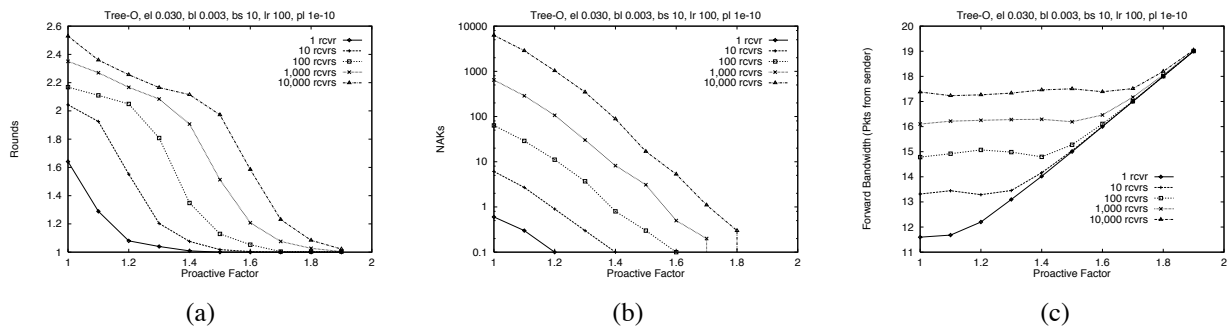 Tree-O, el 0.030, bl 0.003, bs 10, lr 100, pl 1e-10
2.6
2.4
2.2
2
1.8
1.6
1.4
1.2
1
Rounds
1 rcvr
10 rcvrs
100 rcvrs
1,000 rcvrs
10,000 rcvrs
1 1.2 1.4 1.6 1.8 2
Proactive Factor
(a)
Tree-O, el 0.030, bl 0.003, bs 10, lr 100, pl 1e-10
10000
1000
100
10
1
0.1
NAKs
1 rcvr
10 rcvrs
100 rcvrs
1,000 rcvrs
10,000 rcvrs
1 1.2 1.4 1.6 1.8 2
Proactive Factor
(b)
Tree-O, el 0.030, bl 0.003, bs 10, lr 100, pl 1e-10
20
19
18
17
16
15
14
13
12
11
Forward Bandwidth (Pkts from sender)
1 rcvr
10 rcvrs
100 rcvrs
1,000 rcvrs
10,000 rcvrs
1 1.2 1.4 1.6 1.8 2
Proactive Factor
(c)